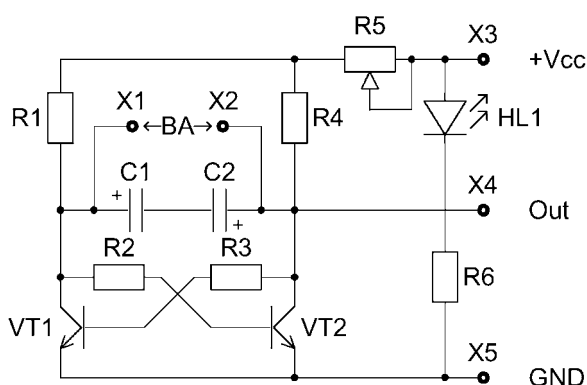 R5
X3
+Vcc
R1
X1
BA
X2
R4
HL1
C1
C2
+
+
X4
Out
R2
R3
R6
VT1
VT2
X5
GND